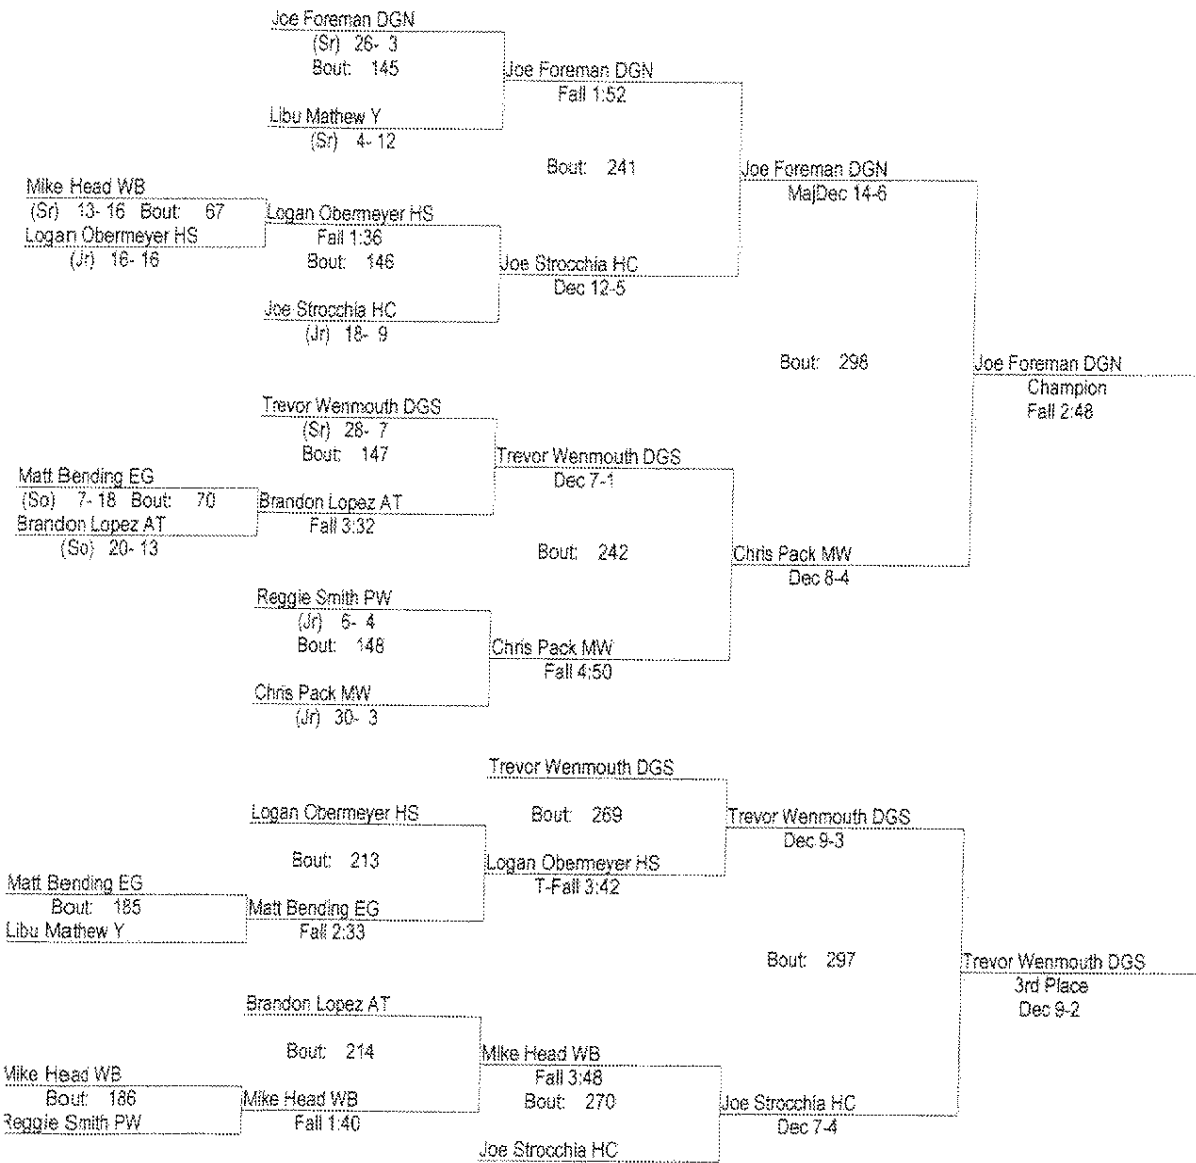 Joe Foreman DGN
(Sr) 26- 3
Bout: 145
Joe Foreman DGN
Fall 1:52
Libu Mathew Y
(Sr) 4- 12
Bout: 241
Joe Foreman DGN
MajDec 14-6
Mike Head WB
(Sr) 13- 16 Bout: 67
Logan Obermeyer HS
Logan Obermeyer HS
Fall 1:36
(Jr) 16- 16
Bout: 146
Joe Strocchia HC
Dec 12-5
Joe Strocchia HC
(Jr) 18- 9
Bout: 298
Joe Foreman DGN
Champion
Fall 2:48
Trevor Wenmouth DGS
(Sr) 28- 7
Bout: 147
Trevor Wenmouth DGS
Dec 7-1
Matt Bending EG
(So) 7- 18 Bout: 70
Brandon Lopez AT
Brandon Lopez AT
Fall 3:32
(So) 20- 13
Bout: 242
Chris Pack MW
Dec 8-4
Reggie Smith PW
(Jr) 6- 4
Bout: 148
Chris Pack MW
Fall 4:50
Chris Pack MW
(Jr) 30- 3
Trevor Wenmouth DGS
Logan Obermeyer HS
Bout: 269
Trevor Wenmouth DGS
Dec 9-3
Bout: 213
Logan Obermeyer HS
T-Fall 3:42
Matt Bending EG
Bout: 185
Libu Mathew Y
Matt Bending EG
Fall 2:33
Bout: 297
Trevor Wenmouth DGS
3rd Place
Dec 9-2
Brandon Lopez AT
Bout: 214
Mike Head WB
Fall 3:48
Mike Head WB
Bout: 186
Reggie Smith PW
Mike Head WB
Fall 1:40
Bout: 270
Joe Strocchia HC
Dec 7-4
Joe Strocchia HC